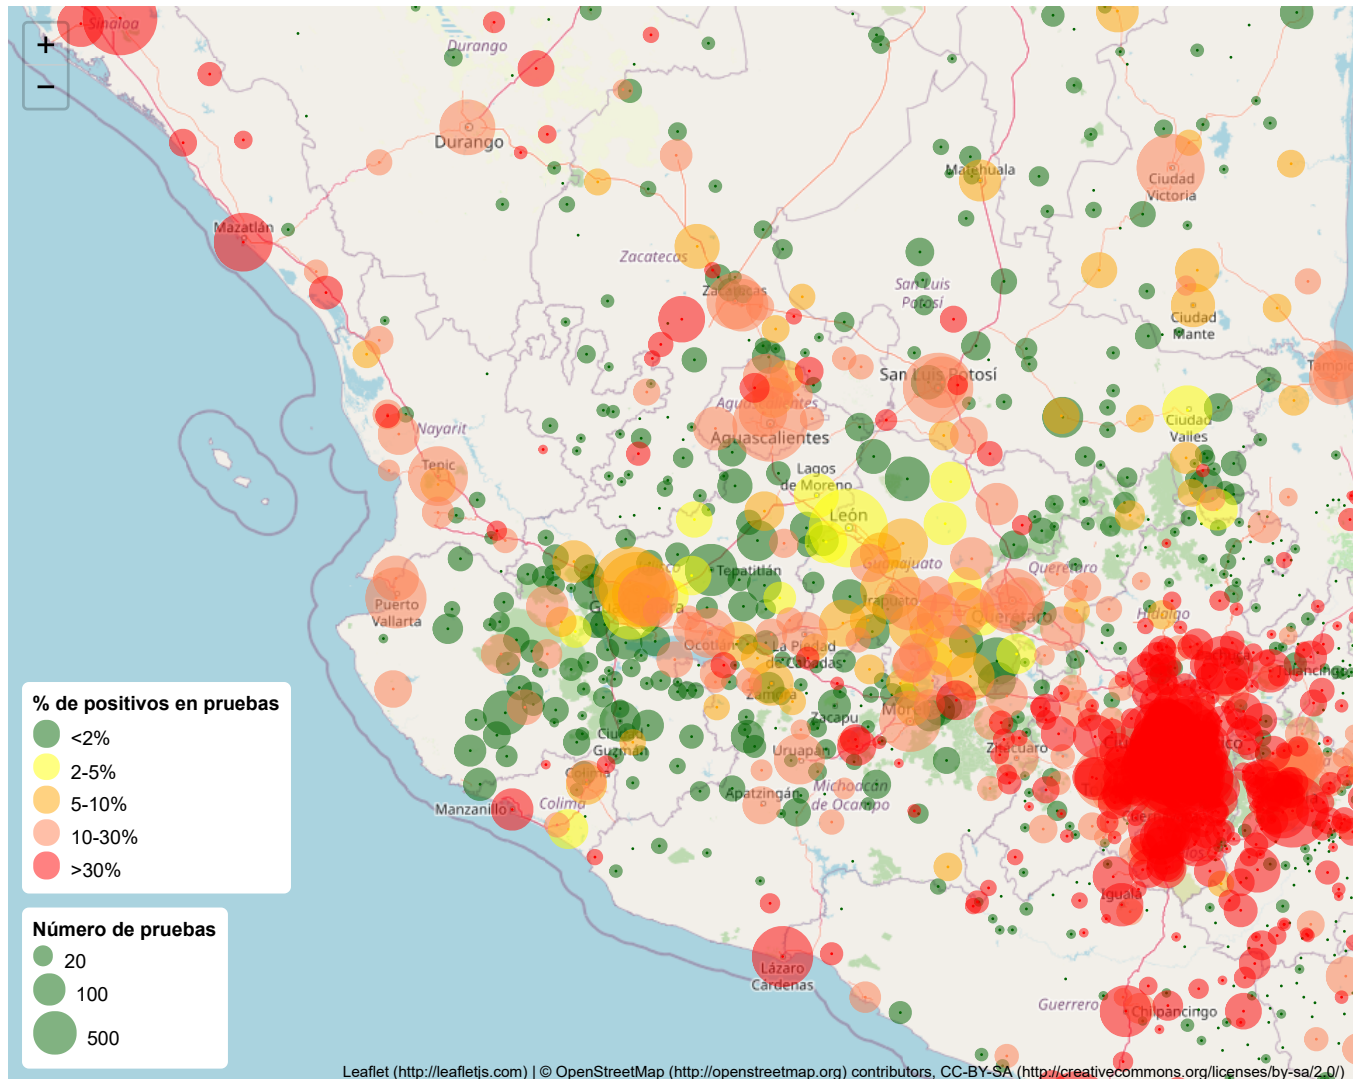 Sinaloa
+
−
Durango
Durango
Matehuala
Ciudad
Victoria
Mazatlán
Zacatecas
Zacatecas
San Luis
Potosí
Ciudad
Mante
Tampico
San Luis Potosí
Aguascalientes
Aguascalientes
Nayarit
Ciudad
Valles
Tepic
Lagos
de Moreno
León
Guanajuato
Querétaro
Tepatitlán
Irapuato
Puerto
Vallarta
Querétaro
Hidalgo
Ocotlán
La Piedad
de Cabadas
Tulancingo
Zamora
Zacapu
Ciudad
Guzmán
Uruapan
Zitácuaro
Colima
Apatzingán
Michoacán
de Ocampo
Manzanillo
Colima
Iguala
Lázaro
Cárdenas
Guerrero
Chilpancingo
% de positivos en pruebas
<2%
2-5%
5-10%
10-30%
>30%
Número de pruebas
20
100
500
Leaflet (http://leafletjs.com) | © OpenStreetMap (http://openstreetmap.org) contributors, CC-BY-SA (http://creativecommons.org/licenses/by-sa/2.0/)